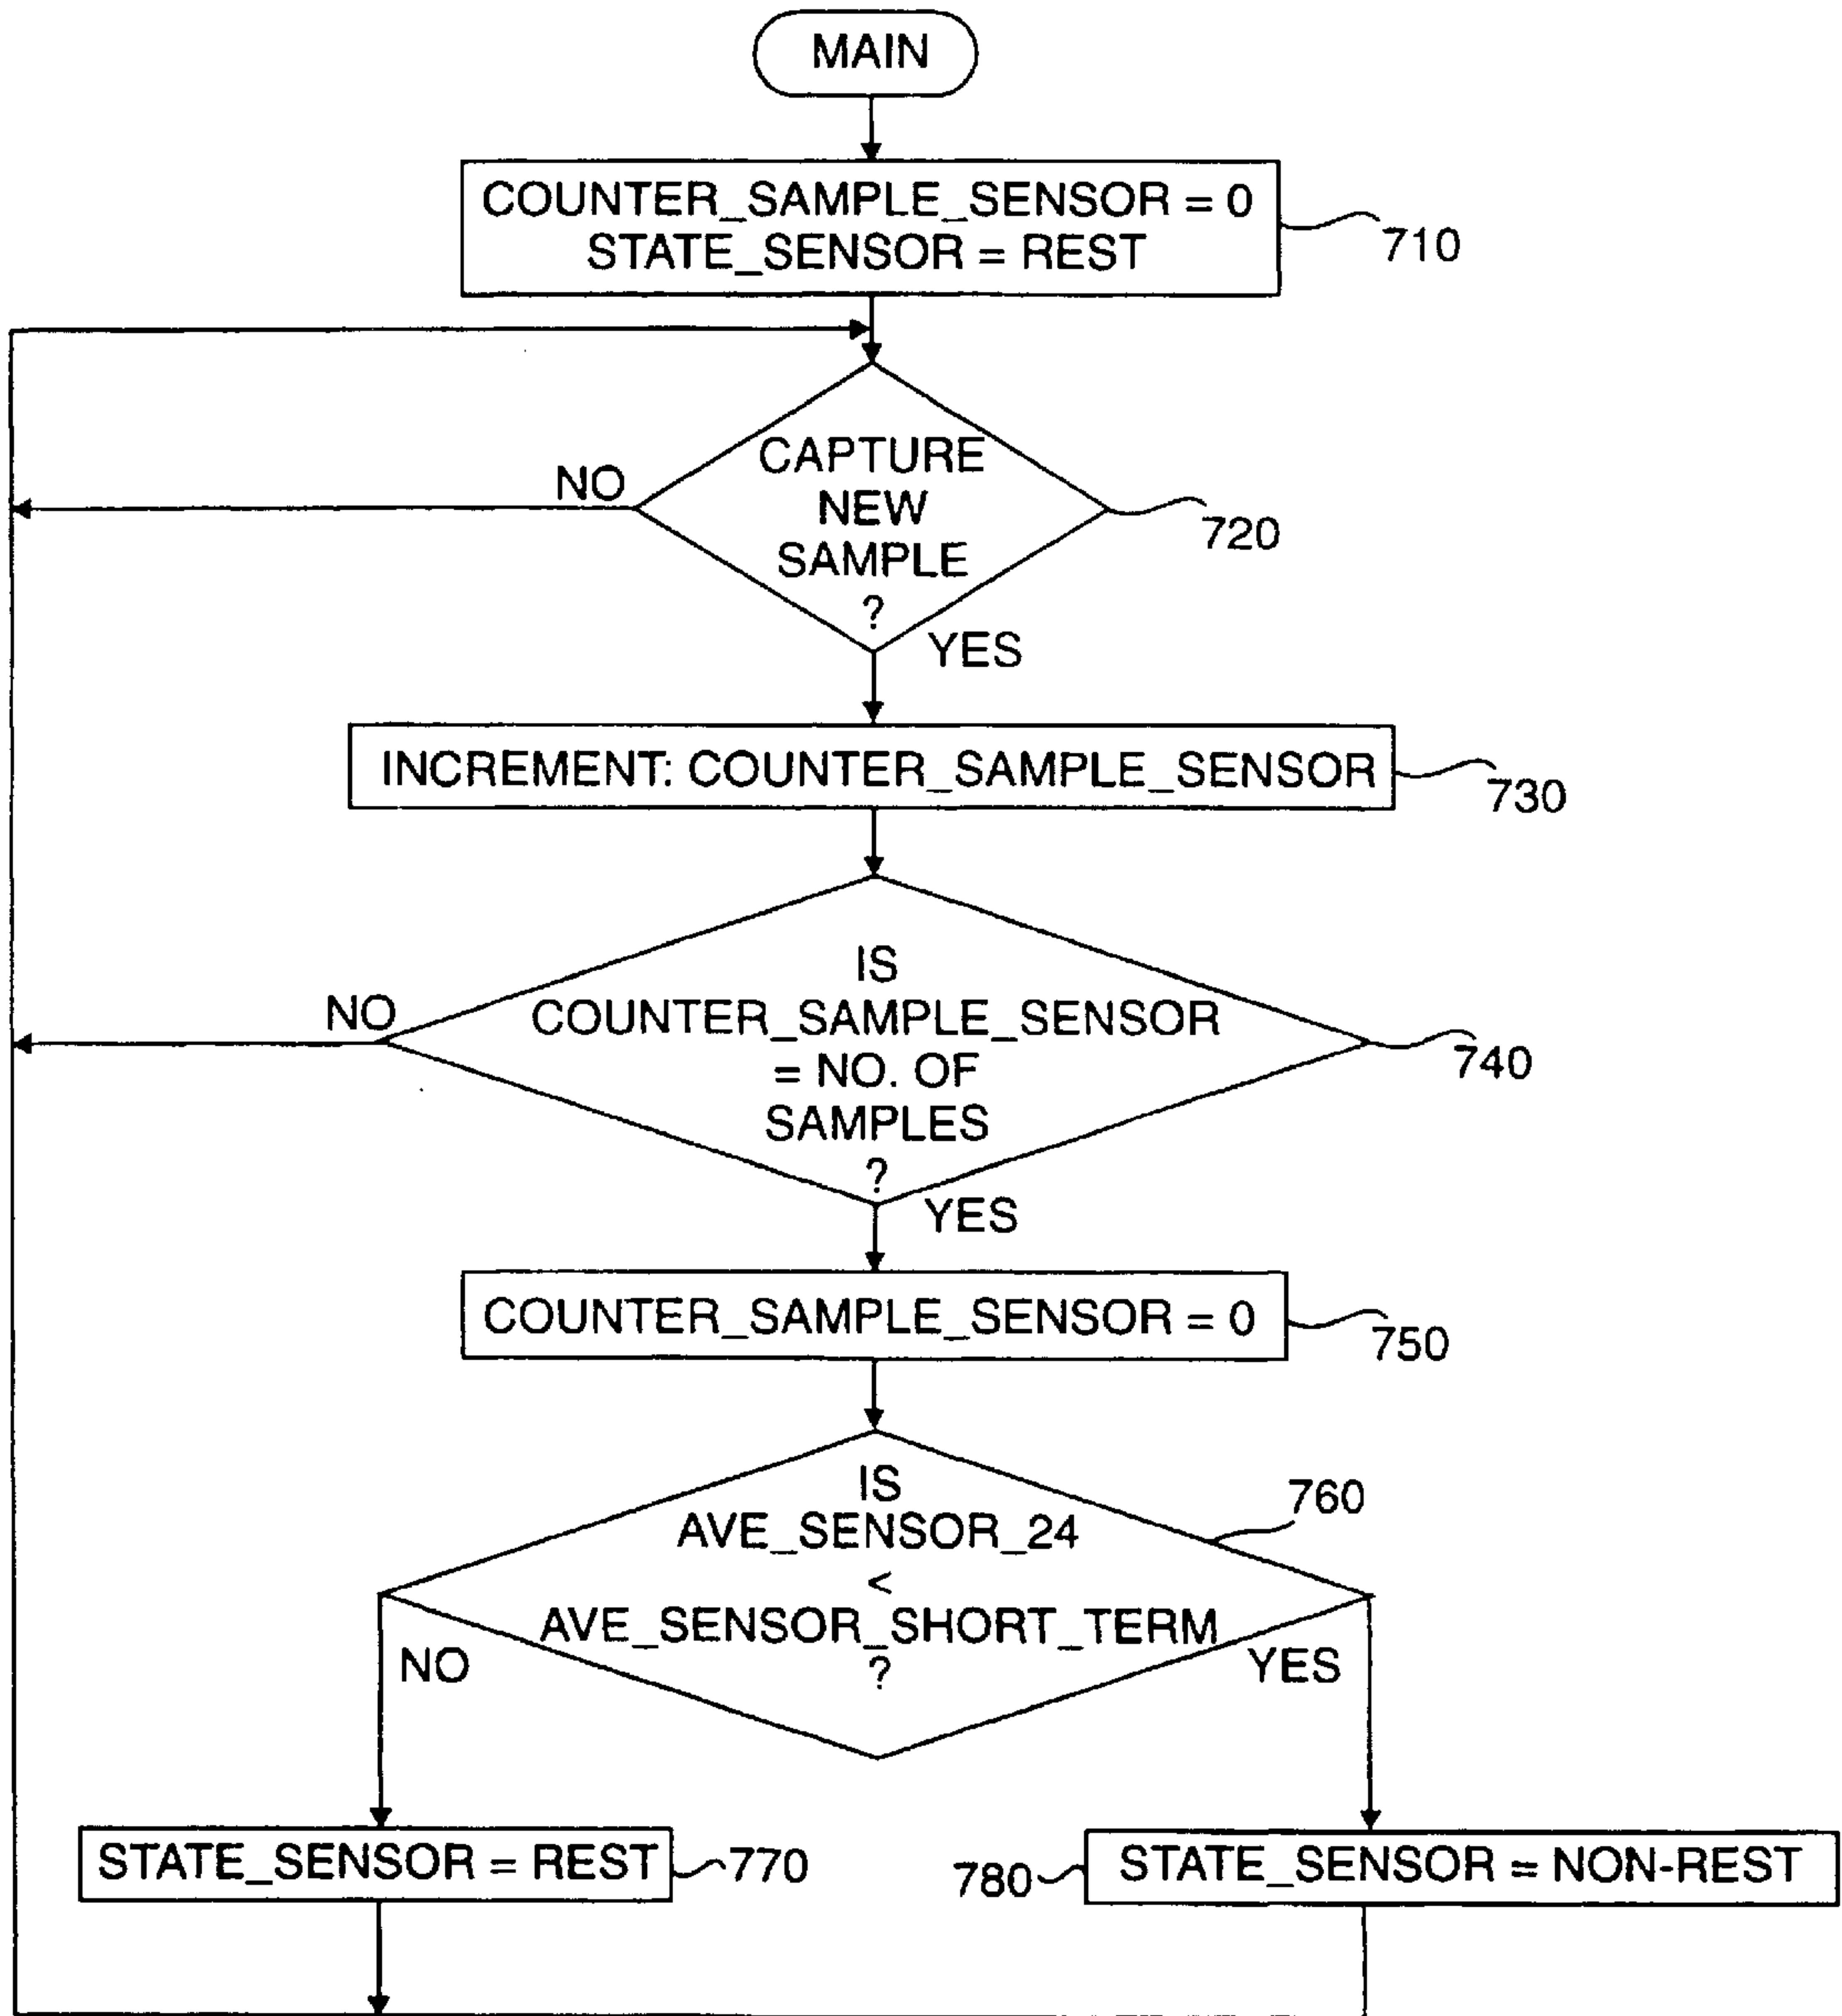 MAIN
COUNTER_SAMPLE_SENSOR = 0
STATE_SENSOR = REST
710
CAPTURE
NEW
SAMPLE
?
NO
720
YES
INCREMENT: COUNTER_SAMPLE_SENSOR
730
IS
COUNTER_SAMPLE_SENSOR
= NO. OF
SAMPLES
?
NO
740
YES
COUNTER_SAMPLE_SENSOR = 0
750
IS
AVE_SENSOR_24
<
AVE_SENSOR_SHORT_TERM
?
760
NO
YES
STATE_SENSOR = REST
770
780
STATE_SENSOR = NON-REST